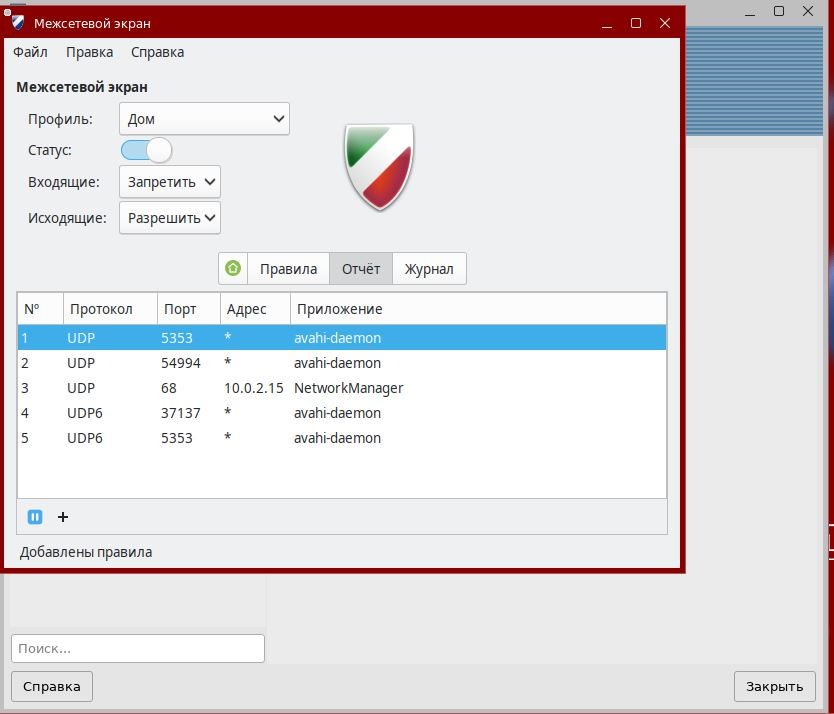 Межсетевой экран
Файл Правка Справка
Межсетевой экран
Профиль: Дом
Статус:
Входящие: Запретить
Исходящие: Разрешить
Правила Отчёт Журнал
Nº Протокол Порт Адрес Приложение
1 UDP 5353 * avahi-daemon
2 UDP 54994 * avahi-daemon
3 UDP 68 10.0.2.15 NetworkManager
4 UDP6 37137 * avahi-daemon
5 UDP6 5353 * avahi-daemon
Добавлены правила
Поиск...
Справка Закрыть